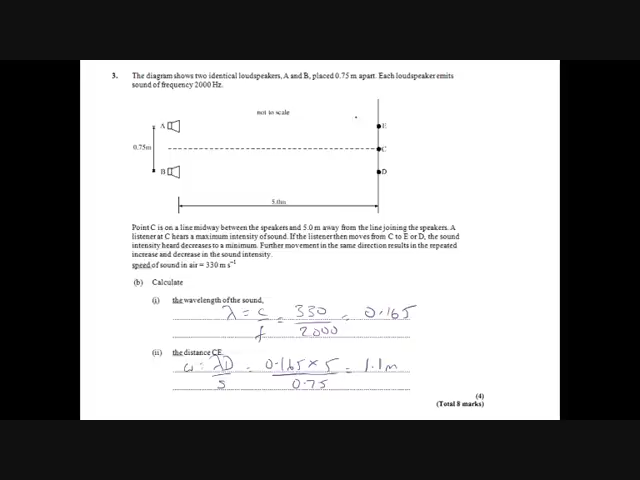 3. The diagram shows two identical loudspeakers, A and B, placed 0.75 m apart. Each loudspeaker emits
sound of frequency 2000 Hz.
not to scale
A
E
0.75m
C
B
D
5.0m
Point C is on a line midway between the speakers and 5.0 m away from the line joining the speakers. A
listener at C hears a maximum intensity of sound. If the listener then moves from C to E or D, the sound
intensity heard decreases to a minimum. Further movement in the same direction results in the repeated
increase and decrease in the sound intensity.
speed of sound in air = 330 m s⁻¹
(b) Calculate
(i) the wavelength of the sound,
λ = c/f = 330/2000 = 0.165
(ii) the distance CE.
ω = λD/s = 0.165 × 5/0.75 = 1.1m
(4)
(Total 8 marks)